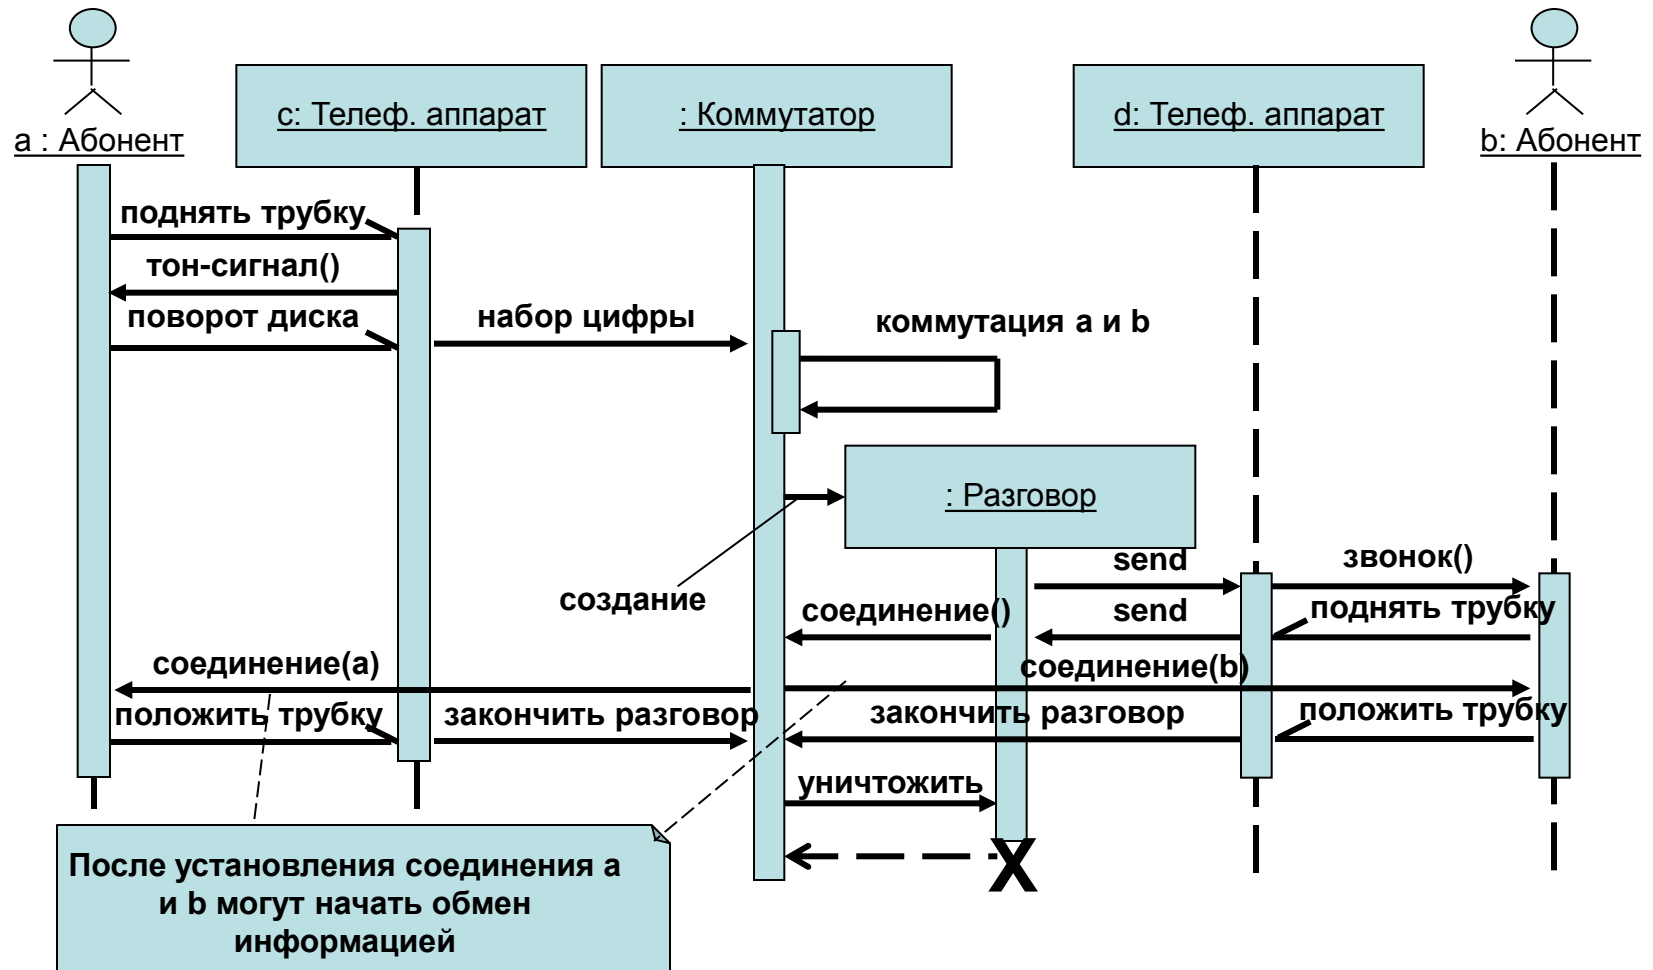 a : Абонент
c: Телеф. аппарат
: Коммутатор
d: Телеф. аппарат
b: Абонент
поднять трубку
тон-сигнал()
поворот диска
набор цифры
коммутация a и b
: Разговор
создание
send
звонок()
соединение()
send
поднять трубку
соединение(a)
соединение(b)
положить трубку
закончить разговор
закончить разговор
положить трубку
уничтожить
X
После установления соединения a
и b могут начать обмен
информацией